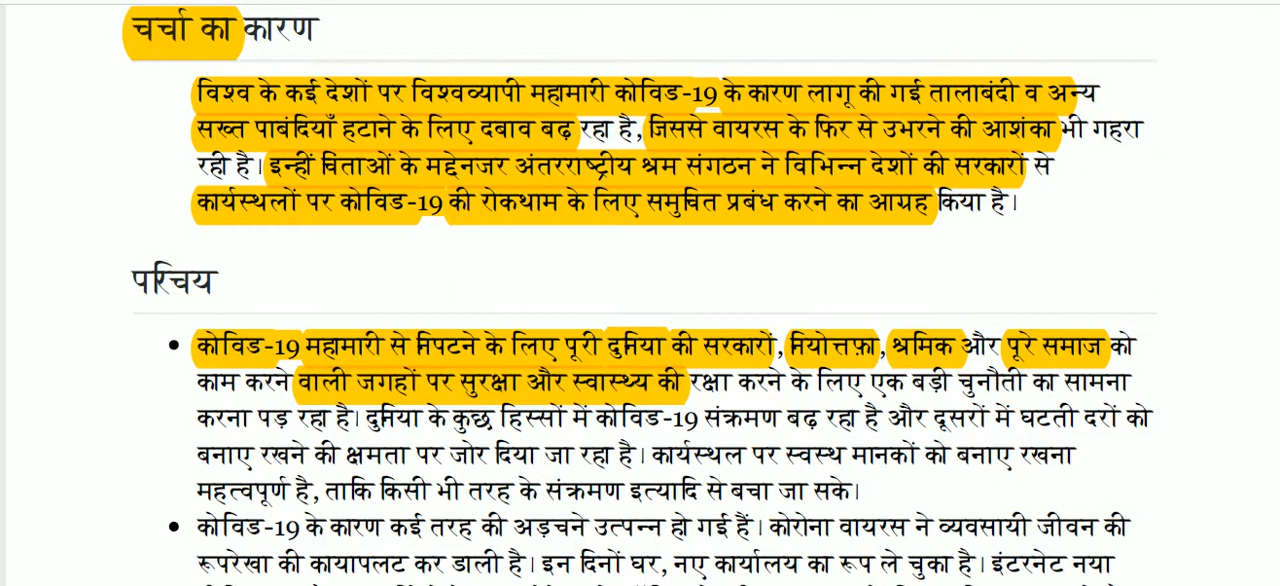 चर्चा का कारण
विश्व के कई देशों पर विश्वव्यापी महामारी कोविड-19 के कारण लागू की गई तालाबंदी व अन्य
सख्त पाबंदियाँ हटाने के लिए दबाव बढ़ रहा है, जिससे वायरस के फिर से उभरने की आशंका भी गहरा
रही है। इन्हीं चिंताओं के मद्देनजर अंतरराष्ट्रीय श्रम संगठन ने विभिन्न देशों की सरकारों से
कार्यस्थलों पर कोविड-19 की रोकथाम के लिए समुचित प्रबंध करने का आग्रह किया है।
परिचय
• कोविड-19 महामारी से निपटने के लिए पूरी दुनिया की सरकारों, नियोत्तफ़ा, श्रमिक और पूरे समाज को
काम करने वाली जगहों पर सुरक्षा और स्वास्थ्य की रक्षा करने के लिए एक बड़ी चुनौती का सामना
करना पड़ रहा है। दुनिया के कुछ हिस्सों में कोविड-19 संक्रमण बढ़ रहा है और दूसरों में घटती दरों को
बनाए रखने की क्षमता पर जोर दिया जा रहा है। कार्यस्थल पर स्वस्थ मानकों को बनाए रखना
महत्वपूर्ण है, ताकि किसी भी तरह के संक्रमण इत्यादि से बचा जा सके।
• कोविड-19 के कारण कई तरह की अड़चने उत्पन्न हो गई हैं। कोरोना वायरस ने व्यवसायी जीवन की
रूपरेखा की कायापलट कर डाली है। इन दिनों घर, नए कार्यालय का रूप ले चुका है। इंटरनेट नया